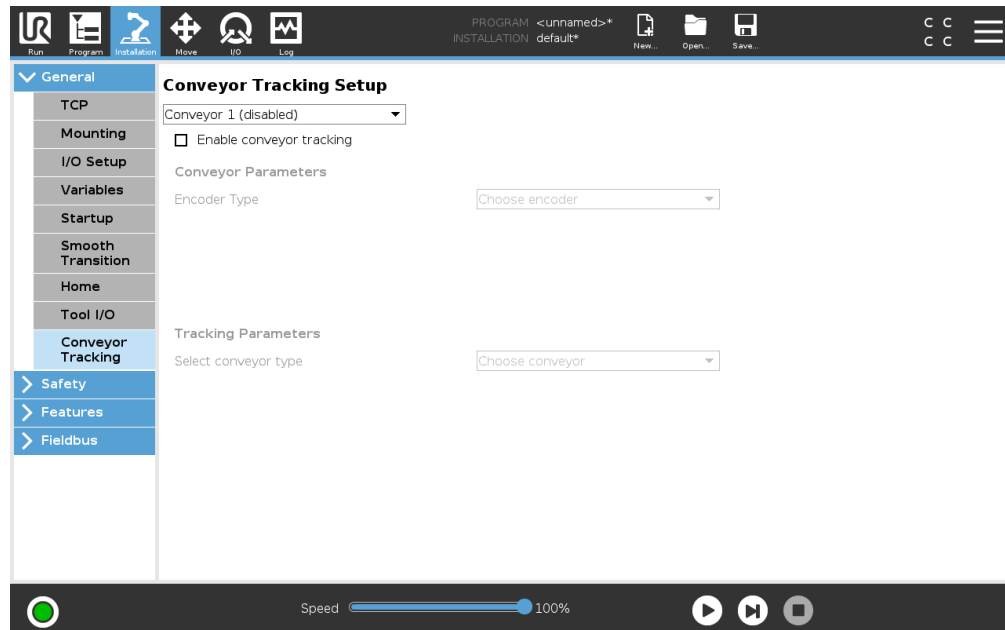 PROGRAM <unnamed>*
INSTALLATION default*
C C
C C
UR
Run
Program
Installation
Move
I/O
Log
New...
Open...
Save...
General
TCP
Mounting
I/O Setup
Variables
Startup
Smooth
Transition
Home
Tool I/O
Conveyor
Tracking
Safety
Features
Fieldbus
Conveyor Tracking Setup
Conveyor 1 (disabled)
Enable conveyor tracking
Conveyor Parameters
Encoder Type Choose encoder
Tracking Parameters
Select conveyor type Choose conveyor
Speed 100%